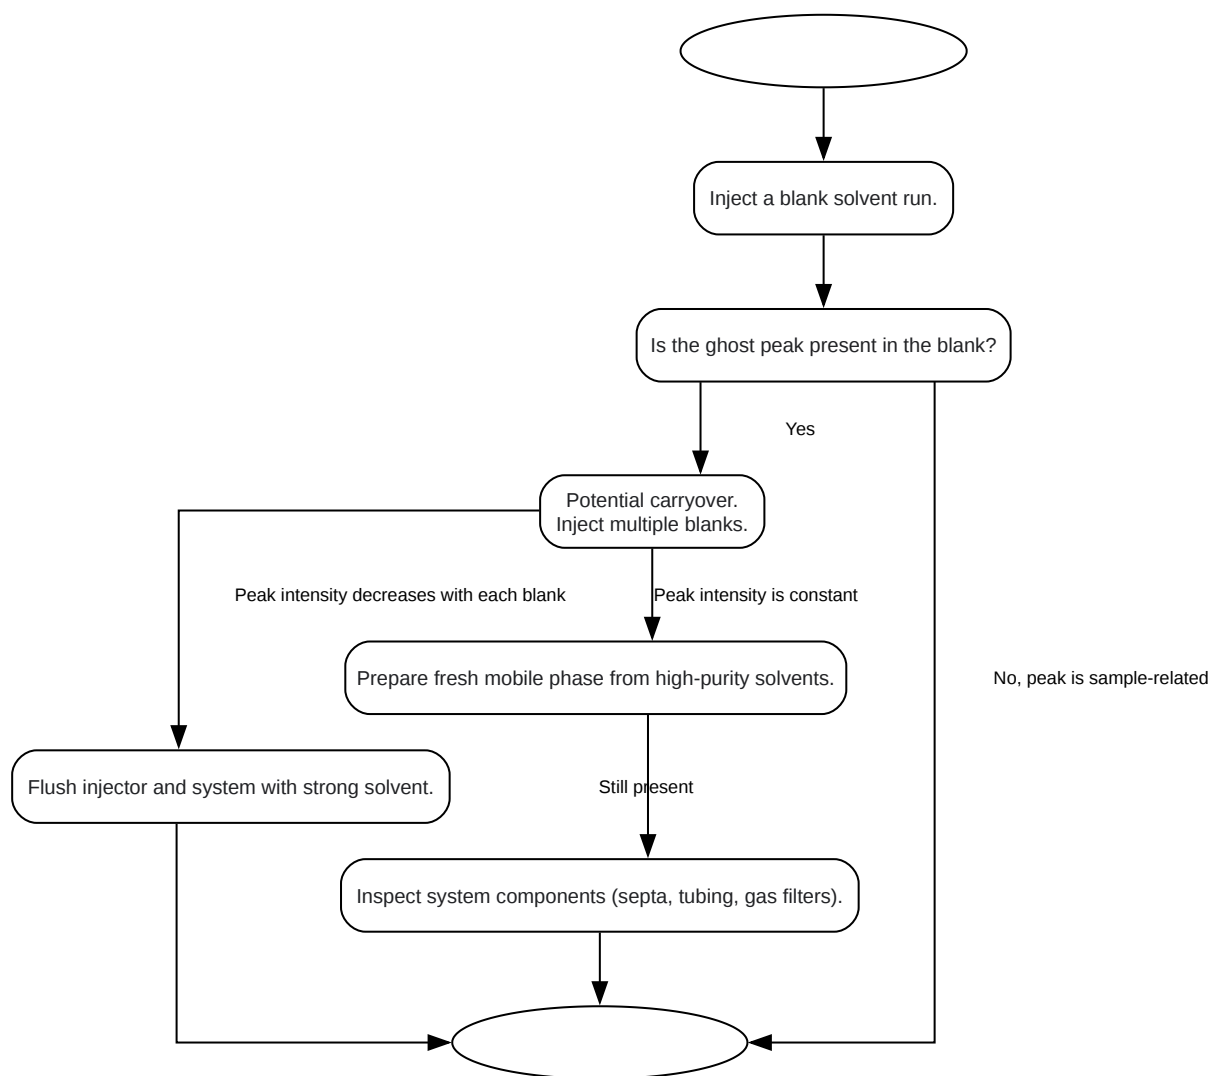 Inject a blank solvent run.
Is the ghost peak present in the blank?
Yes
Potential carryover.
Inject multiple blanks.
Peak intensity decreases with each blank
Peak intensity is constant
Prepare fresh mobile phase from high-purity solvents.
No, peak is sample-related
Flush injector and system with strong solvent.
Still present
Inspect system components (septa, tubing, gas filters).